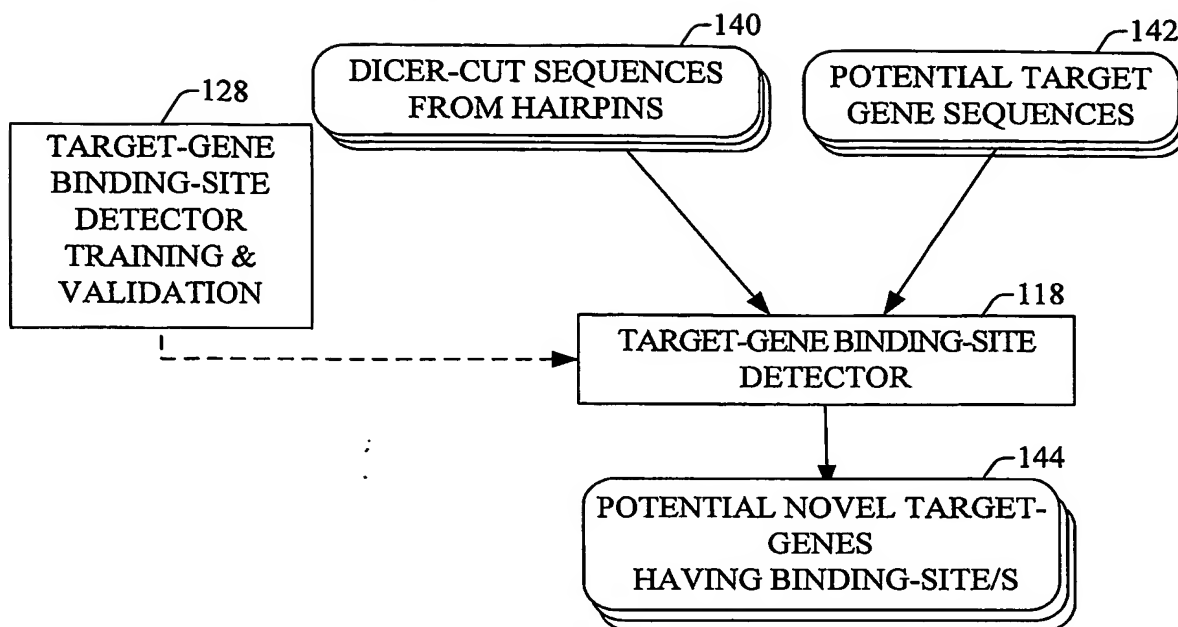 140
DICER-CUT SEQUENCES
FROM HAIRPINS
142
POTENTIAL TARGET
GENE SEQUENCES
128
TARGET-GENE
BINDING-SITE
DETECTOR
TRAINING &
VALIDATION
118
TARGET-GENE BINDING-SITE
DETECTOR
144
POTENTIAL NOVEL TARGET-
GENES
HAVING BINDING-SITE/S